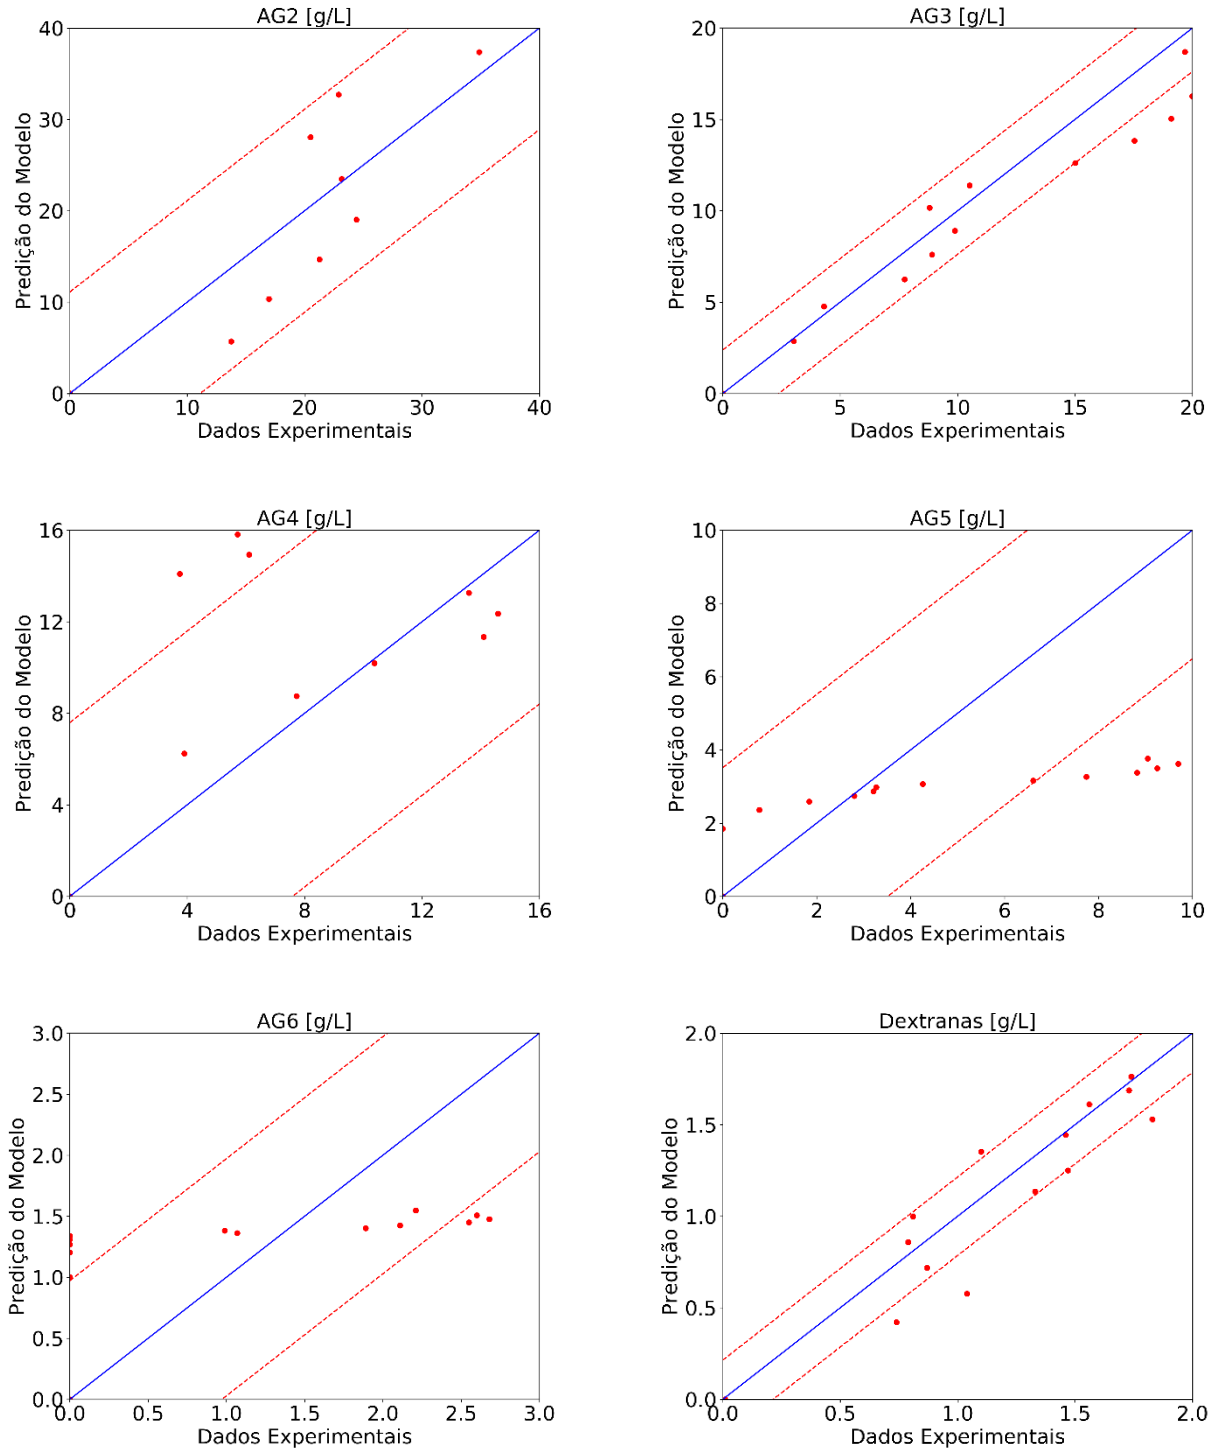 AG2 [g/L]
40
30
20
10
0
Predição do Modelo
0 10 20 30 40
Dados Experimentais
AG3 [g/L]
20
15
10
5
0
Predição do Modelo
0 5 10 15 20
Dados Experimentais
AG4 [g/L]
16
12
8
4
0
Predição do Modelo
0 4 8 12 16
Dados Experimentais
AG5 [g/L]
10
8
6
4
2
0
Predição do Modelo
0 2 4 6 8 10
Dados Experimentais
AG6 [g/L]
3.0
2.5
2.0
1.5
1.0
0.5
0.0
Predição do Modelo
0.0 0.5 1.0 1.5 2.0 2.5 3.0
Dados Experimentais
Dextranas [g/L]
2.0
1.5
1.0
0.5
0.0
Predição do Modelo
0.0 0.5 1.0 1.5 2.0
Dados Experimentais